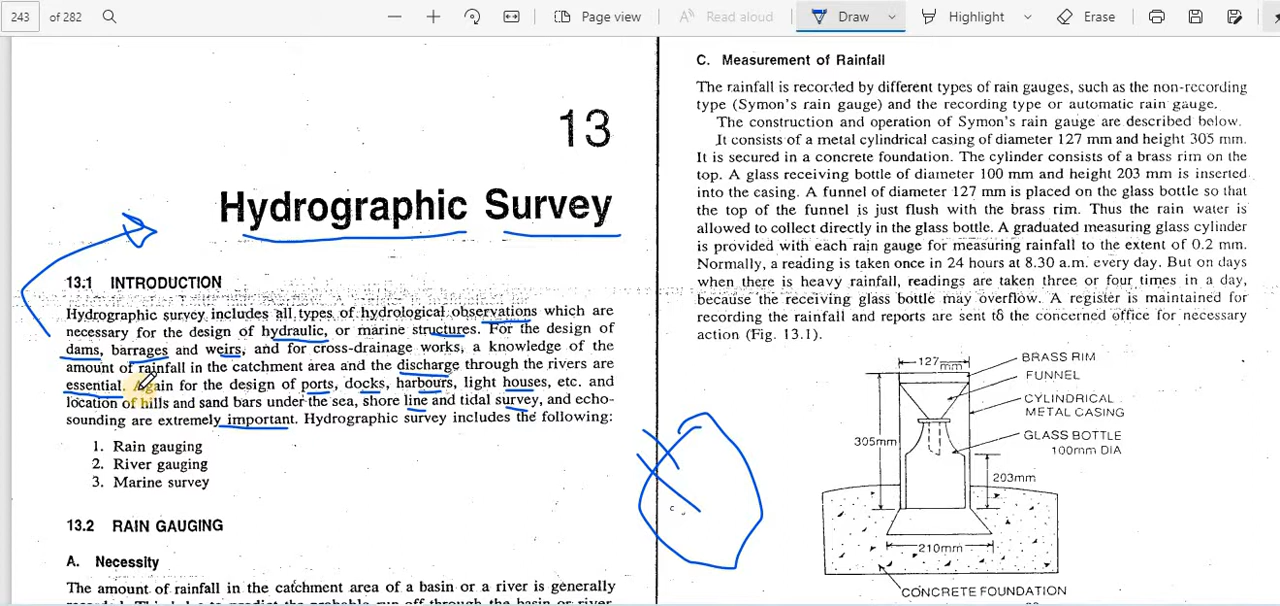 243 of 282 Page view Read aloud Draw Highlight Erase
13
Hydrographic Survey
13.1 INTRODUCTION
Hydrographic survey includes all types of hydrological observations which are
necessary for the design of hydraulic, or marine structures. For the design of
dams, barrages and weirs, and for cross-drainage works, a knowledge of the
amount of rainfall in the catchment area and the discharge through the rivers are
essential. Again for the design of ports, docks, harbours, light houses, etc. and
location of hills and sand bars under the sea, shore line and tidal survey, and echo-
sounding are extremely important. Hydrographic survey includes the following:
1. Rain gauging
2. River gauging
3. Marine survey
13.2 RAIN GAUGING
A. Necessity
The amount of rainfall in the catchment area of a basin or a river is generally
C. Measurement of Rainfall
The rainfall is recorded by different types of rain gauges, such as the non-recording
type (Symon's rain gauge) and the recording type or automatic rain gauge.
The construction and operation of Symon's rain gauge are described below.
It consists of a metal cylindrical casing of diameter 127 mm and height 305 mm.
It is secured in a concrete foundation. The cylinder consists of a brass rim on the
top. A glass receiving bottle of diameter 100 mm and height 203 mm is inserted
into the casing. A funnel of diameter 127 mm is placed on the glass bottle so that
the top of the funnel is just flush with the brass rim. Thus the rain water is
allowed to collect directly in the glass bottle. A graduated measuring glass cylinder
is provided with each rain gauge for measuring rainfall to the extent of 0.2 mm.
Normally, a reading is taken once in 24 hours at 8.30 a.m. every day. But on days
when there is heavy rainfall, readings are taken three or four times in a day,
because the receiving glass bottle may overflow. A register is maintained for
recording the rainfall and reports are sent to the concerned office for necessary
action (Fig. 13.1).
127 mm
BRASS RIM
FUNNEL
CYLINDRICAL
METAL CASING
305mm
GLASS BOTTLE
100mm DIA
203mm
210mm
CONCRETE FOUNDATION